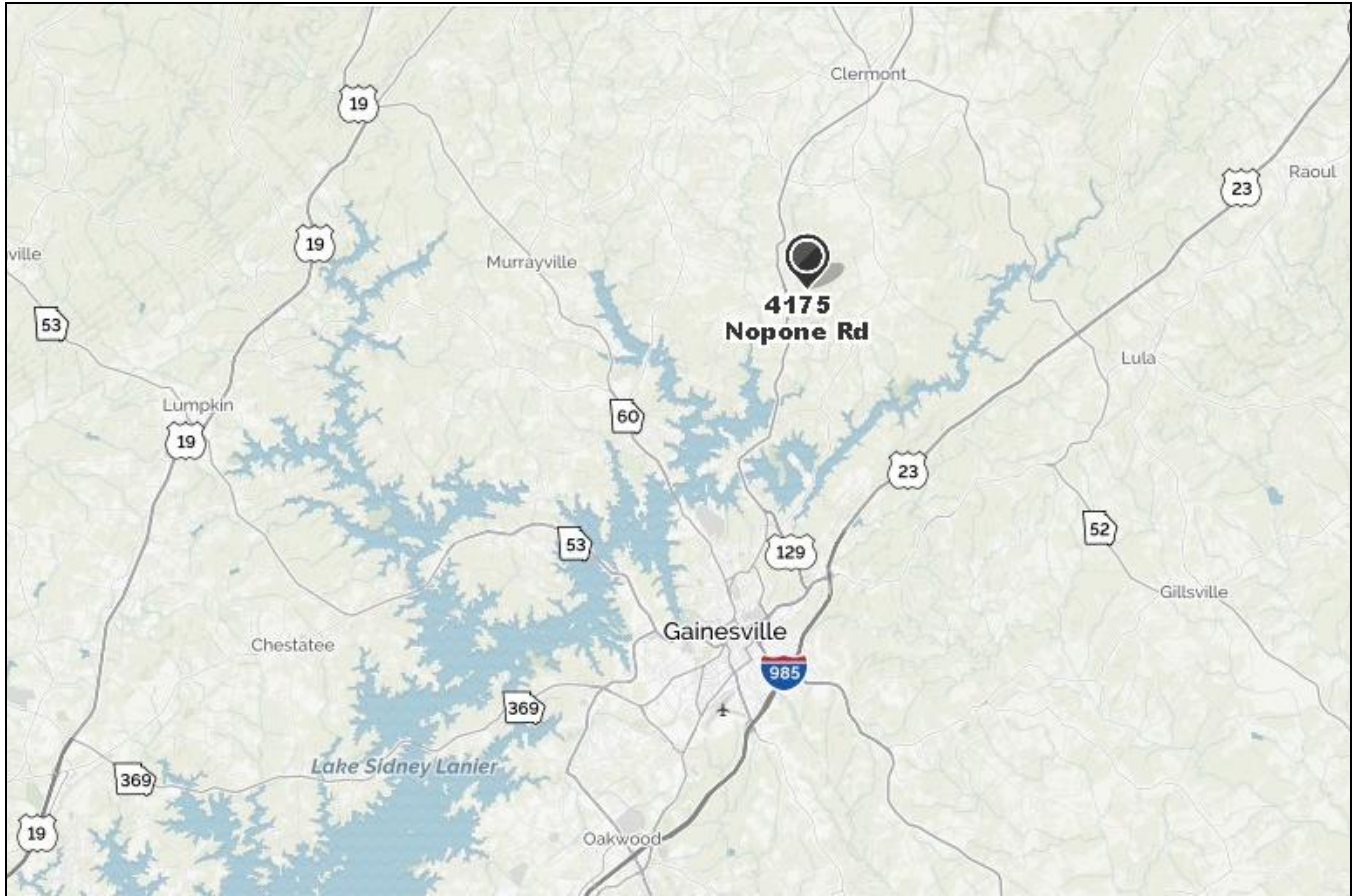 Clermont
19
23
Raoul
19
ville
Murrayville
4175
Nopone Rd
53
Lula
Lumpkin
60
19
23
52
53
129
Gillsville
Gainesville
Chestatee
985
369
Lake Sidney Lanier
369
19
Oakwood